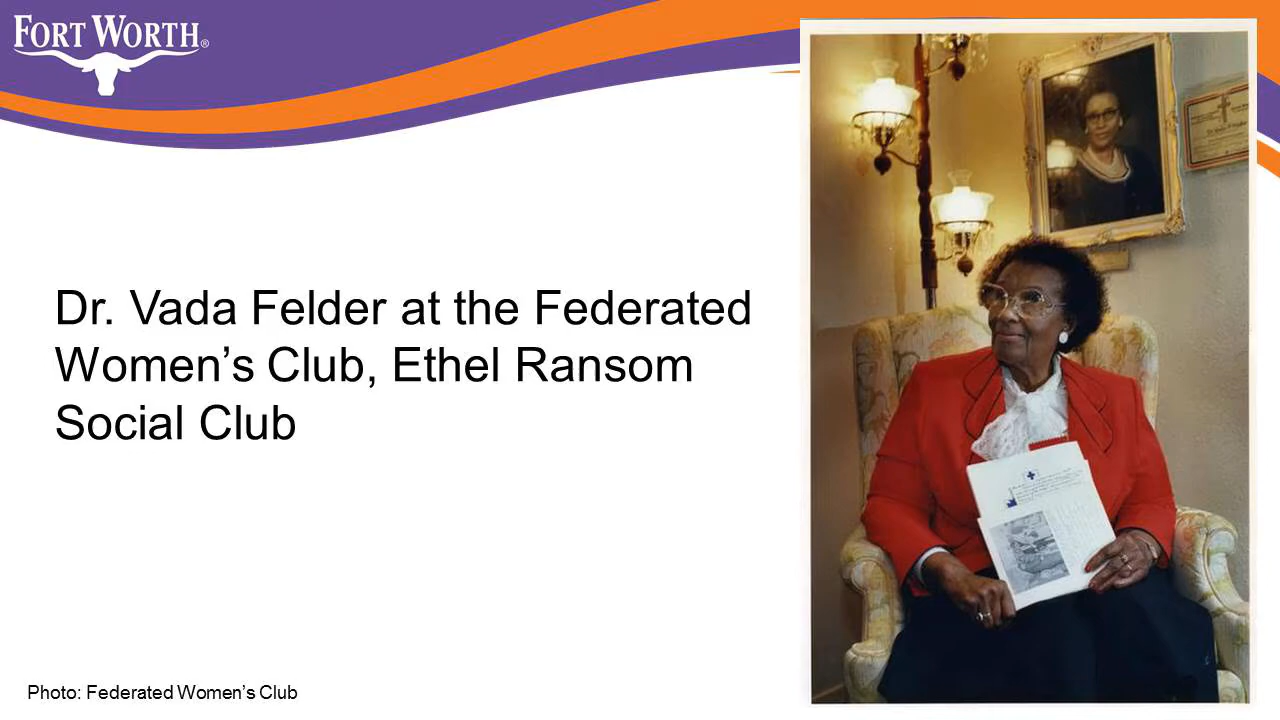 FORT WORTH®
Dr. Vada Felder at the Federated
Women’s Club, Ethel Ransom
Social Club
Photo: Federated Women’s Club